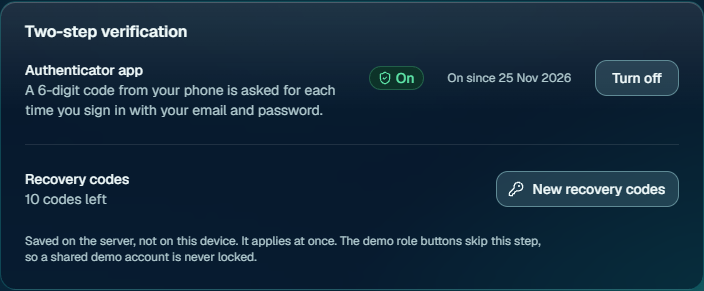 Two-step verification
Authenticator app
A 6-digit code from your phone is asked for each
time you sign in with your email and password.
On
On since 25 Nov 2026
Turn off
Recovery codes
10 codes left
New recovery codes
Saved on the server, not on this device. It applies at once. The demo role buttons skip this step,
so a shared demo account is never locked.